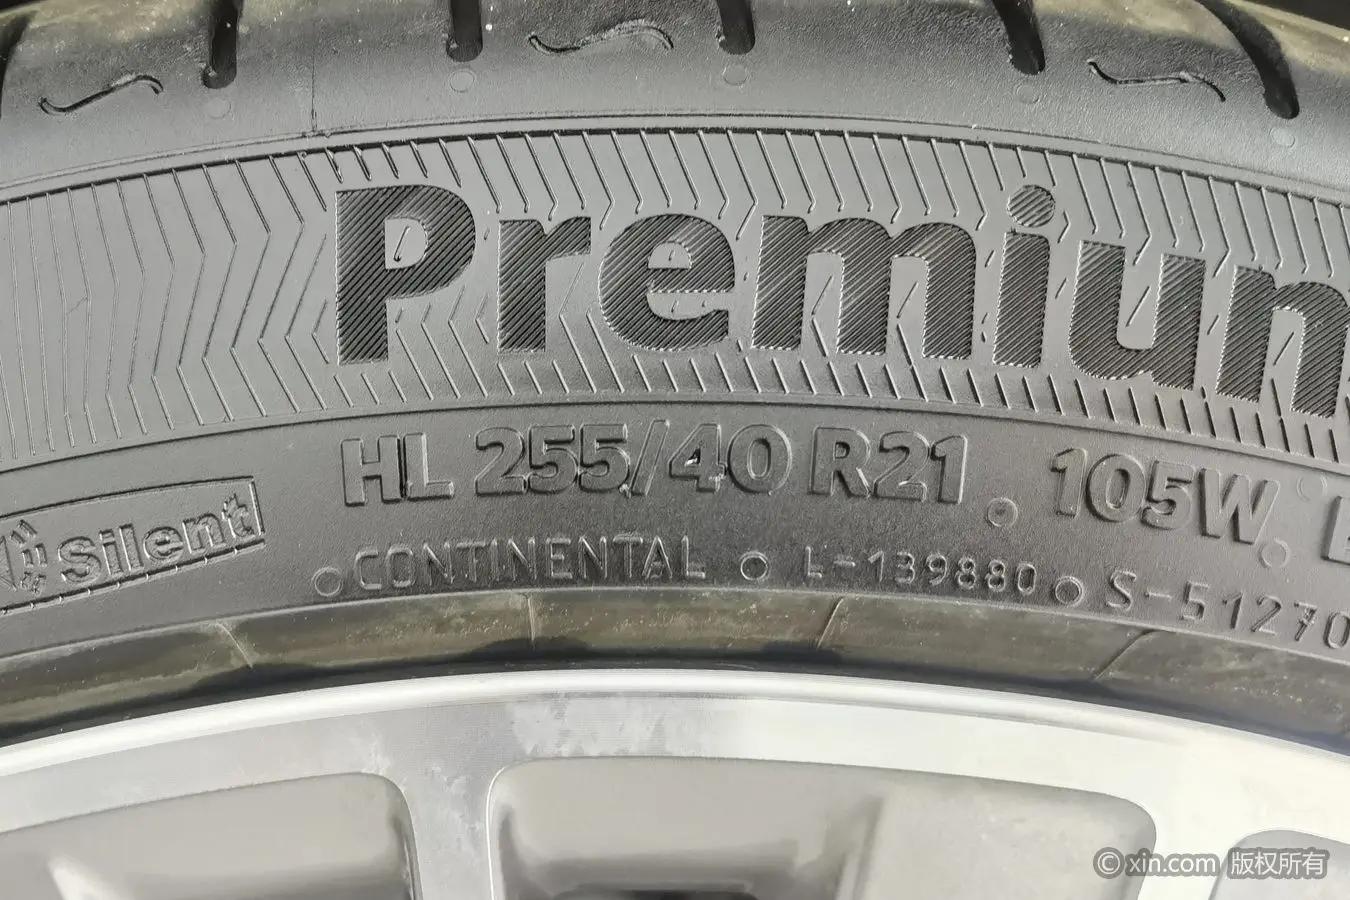 Premium
HL 255/40 R21 105W
Silent
CONTINENTAL L-139880 S-51270
© xin.com 版权所有